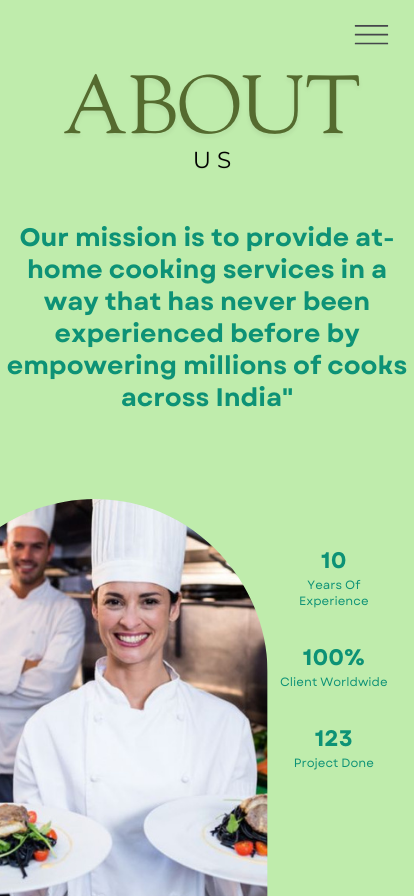 ABOUT
US
Our mission is to provide at-
home cooking services in a
way that has never been
experienced before by
empowering millions of cooks
across India"
10
Years Of
Experience
100%
Client Worldwide
123
Project Done